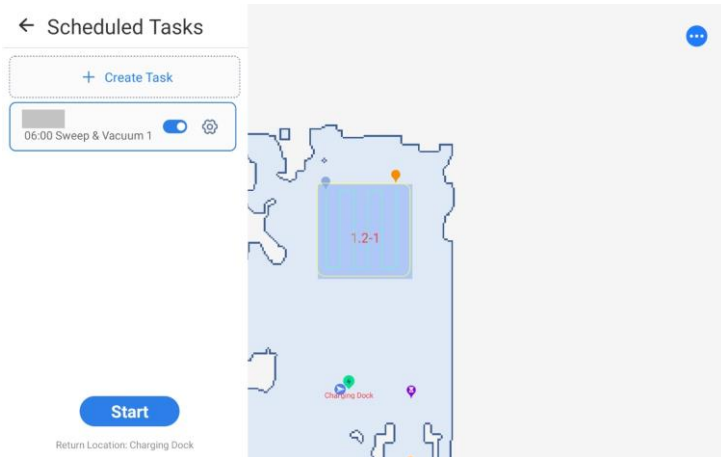 Scheduled Tasks
+ Create Task
06:00 Sweep & Vacuum 1
1.2-1
Charging Dock
Start
Return Location: Charging Dock